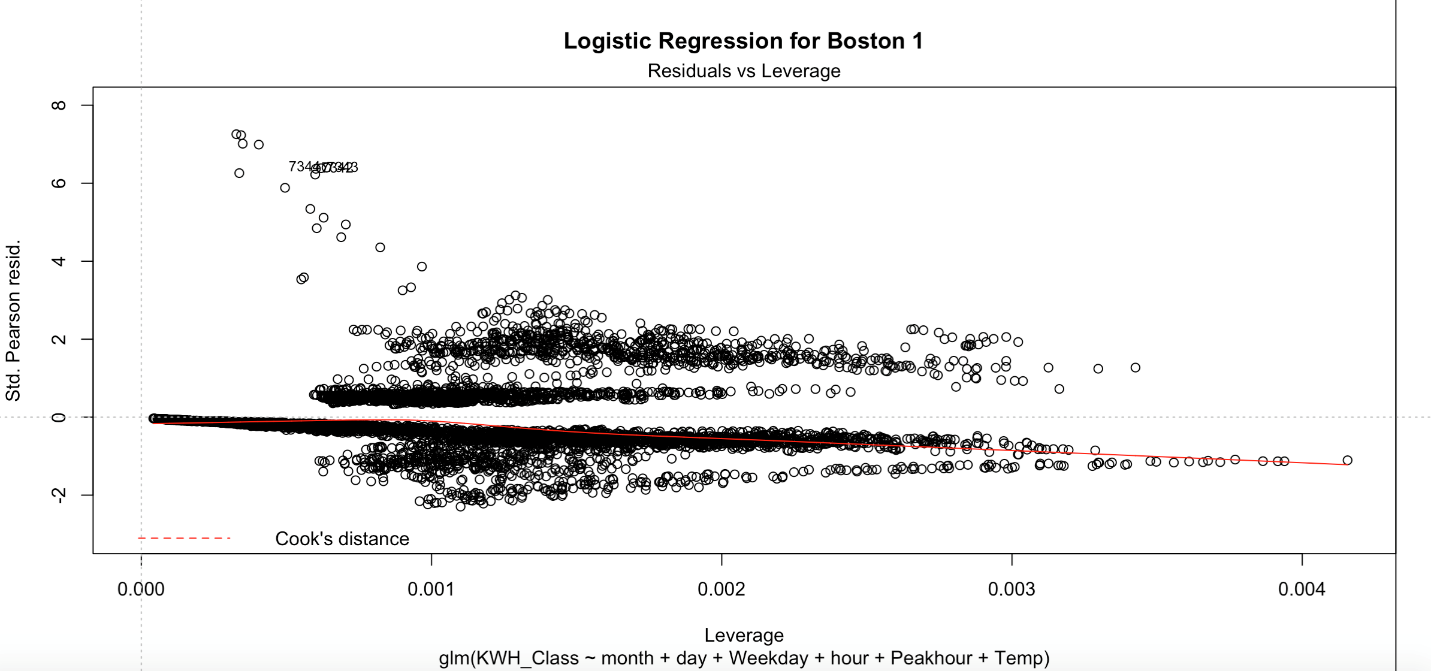 Logistic Regression for Boston 1
Residuals vs Leverage
8
6
4
2
0
-2
Std. Pearson resid.
Cook's distance
0.000 0.001 0.002 0.003 0.004
Leverage
glm(KWH_Class ~ month + day + Weekday + hour + Peakhour + Temp)